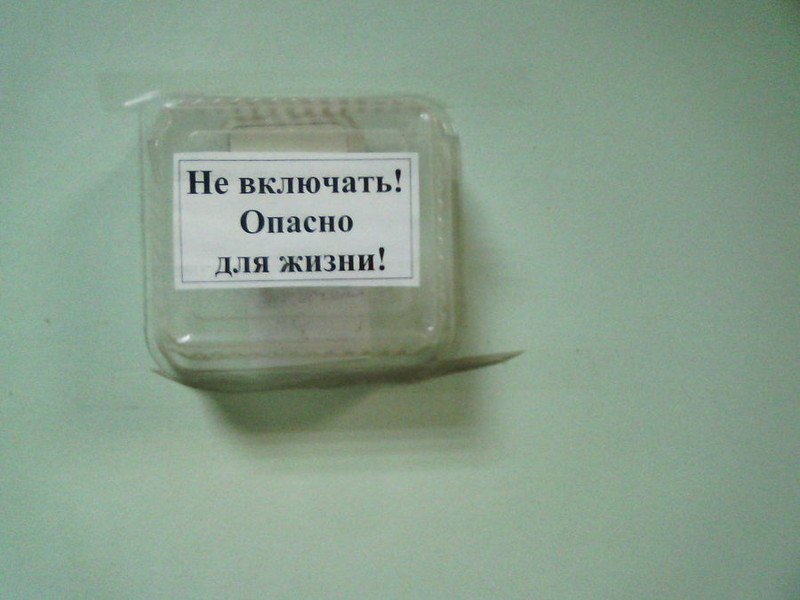 Не включать!
Опасно
для жизни!